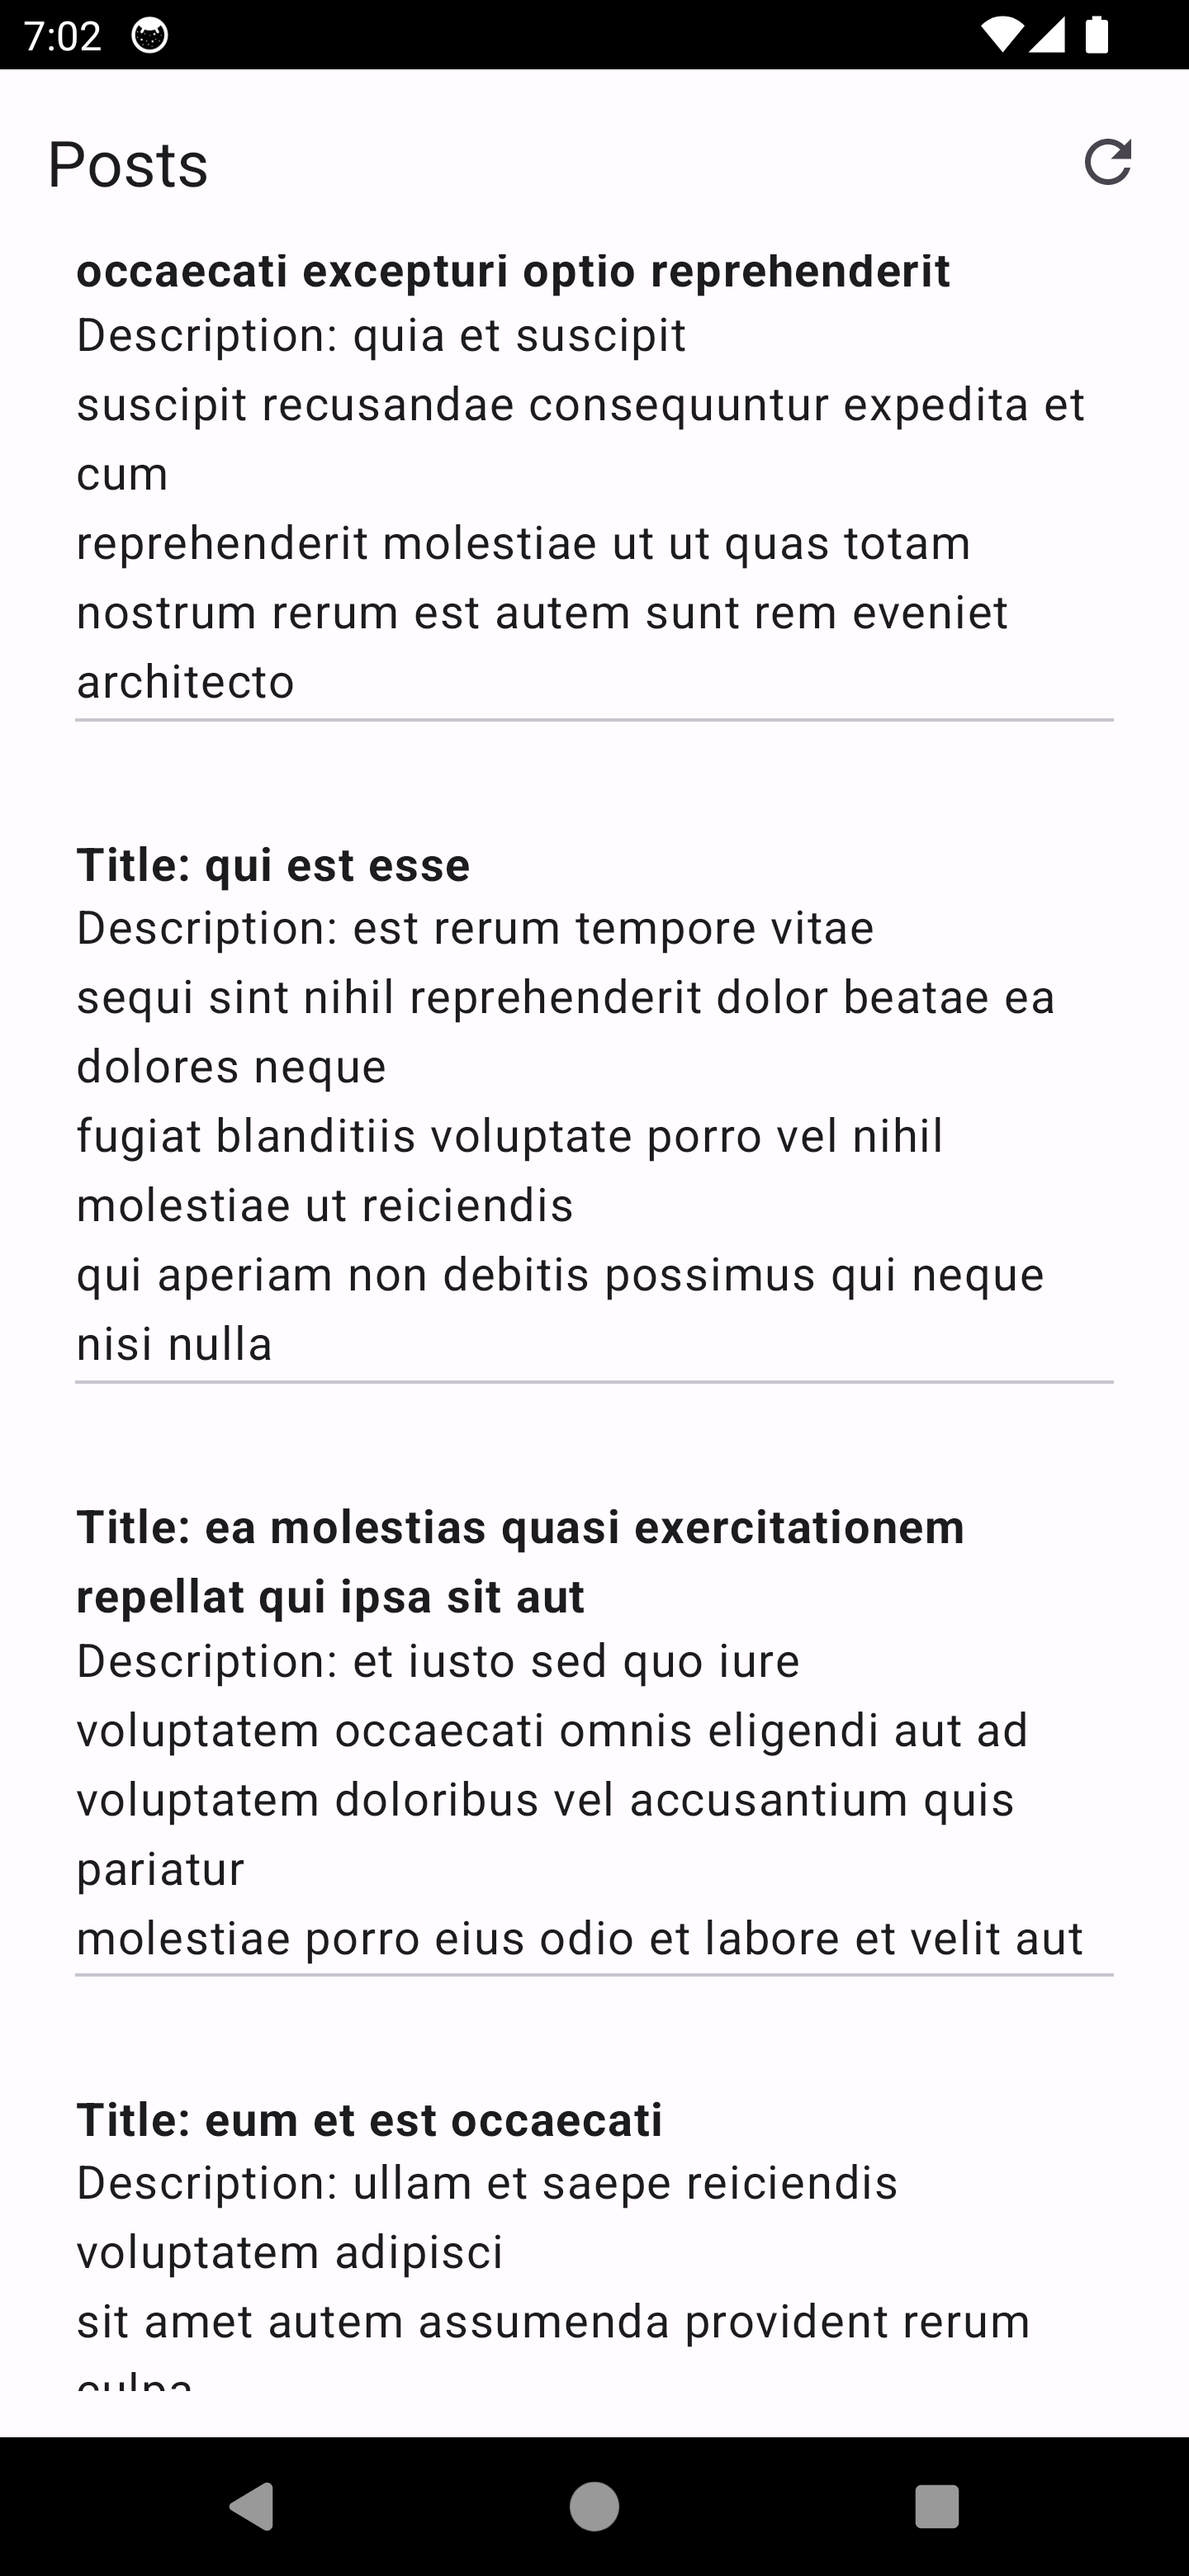 7:02
Posts
occaecati excepturi optio reprehenderit
Description: quia et suscipit
suscipit recusandae consequuntur expedita et
cum
reprehenderit molestiae ut ut quas totam
nostrum rerum est autem sunt rem eveniet
architecto
Title: qui est esse
Description: est rerum tempore vitae
sequi sint nihil reprehenderit dolor beatae ea
dolores neque
fugiat blanditiis voluptate porro vel nihil
molestiae ut reiciendis
qui aperiam non debitis possimus qui neque
nisi nulla
Title: ea molestias quasi exercitationem
repellat qui ipsa sit aut
Description: et iusto sed quo iure
voluptatem occaecati omnis eligendi aut ad
voluptatem doloribus vel accusantium quis
pariatur
molestiae porro eius odio et labore et velit aut
Title: eum et est occaecati
Description: ullam et saepe reiciendis
voluptatem adipisci
sit amet autem assumenda provident rerum
culpa